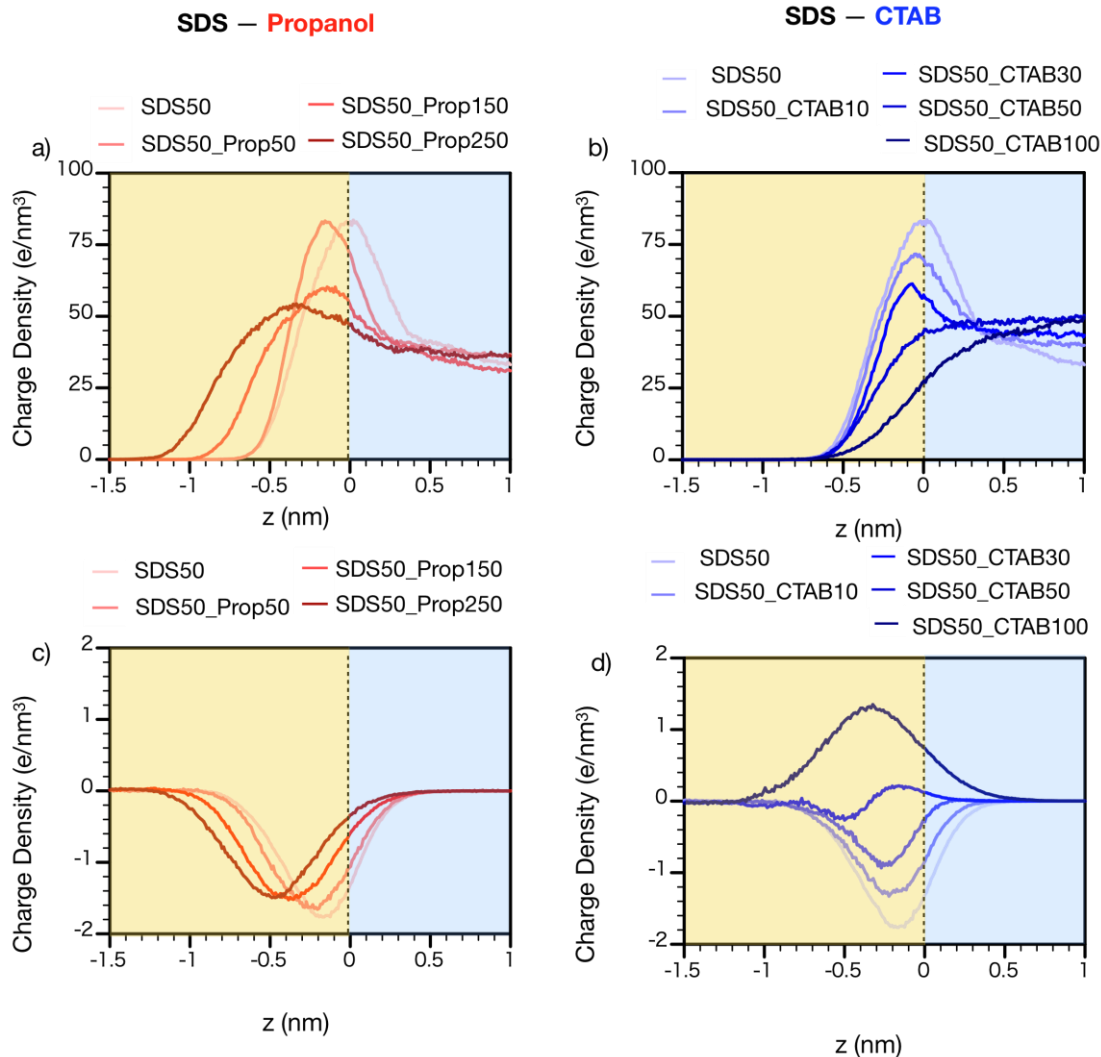 SDS — Propanol
SDS — CTAB
SDS50
SDS50_Prop150
SDS50_Prop50
SDS50_Prop250
SDS50
SDS50_CTAB30
SDS50_CTAB10
SDS50_CTAB50
SDS50_CTAB100
a)
100
75
50
25
0
Charge Density (e/nm³)
-1.5
-1
-0.5
0
0.5
1
z (nm)
b)
100
75
50
25
0
Charge Density (e/nm³)
-1.5
-1
-0.5
0
0.5
1
z (nm)
SDS50
SDS50_Prop150
SDS50_Prop50
SDS50_Prop250
SDS50
SDS50_CTAB30
SDS50_CTAB10
SDS50_CTAB50
SDS50_CTAB100
c)
2
1
0
-1
-2
Charge Density (e/nm³)
-1.5
-1
-0.5
0
0.5
1
z (nm)
d)
2
1
0
-1
-2
Charge Density (e/nm³)
-1.5
-1
-0.5
0
0.5
1
z (nm)